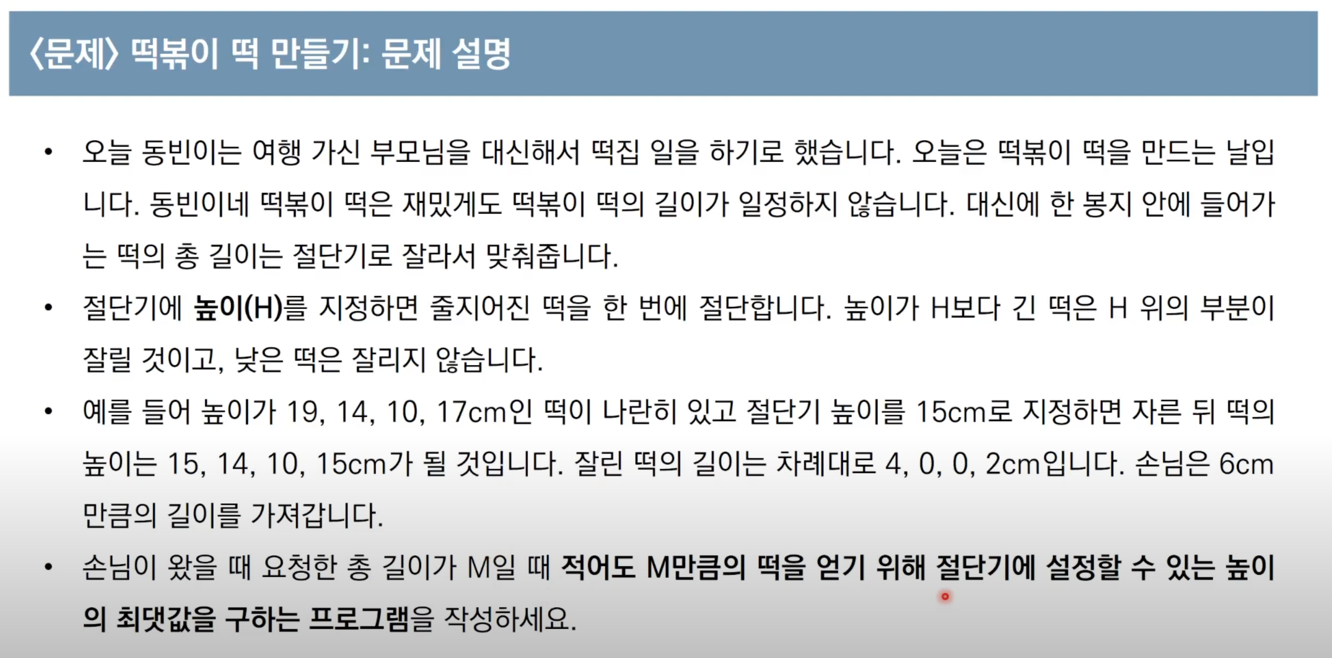 〈문제〉 떡볶이 떡 만들기: 문제 설명
• 오늘 동빈이는 여행 가신 부모님을 대신해서 떡집 일을 하기로 했습니다. 오늘은 떡볶이 떡을 만드는 날입
니다. 동빈이네 떡볶이 떡은 재밌게도 떡볶이 떡의 길이가 일정하지 않습니다. 대신에 한 봉지 안에 들어가
는 떡의 총 길이는 절단기로 잘라서 맞춰줍니다.
• 절단기에 높이(H)를 지정하면 줄지어진 떡을 한 번에 절단합니다. 높이가 H보다 긴 떡은 H 위의 부분이
잘릴 것이고, 낮은 떡은 잘리지 않습니다.
• 예를 들어 높이가 19, 14, 10, 17cm인 떡이 나란히 있고 절단기 높이를 15cm로 지정하면 자른 뒤 떡의
높이는 15, 14, 10, 15cm가 될 것입니다. 잘린 떡의 길이는 차례대로 4, 0, 0, 2cm입니다. 손님은 6cm
만큼의 길이를 가져갑니다.
• 손님이 왔을 때 요청한 총 길이가 M일 때 적어도 M만큼의 떡을 얻기 위해 절단기에 설정할 수 있는 높이
의 최댓값을 구하는 프로그램을 작성하세요.